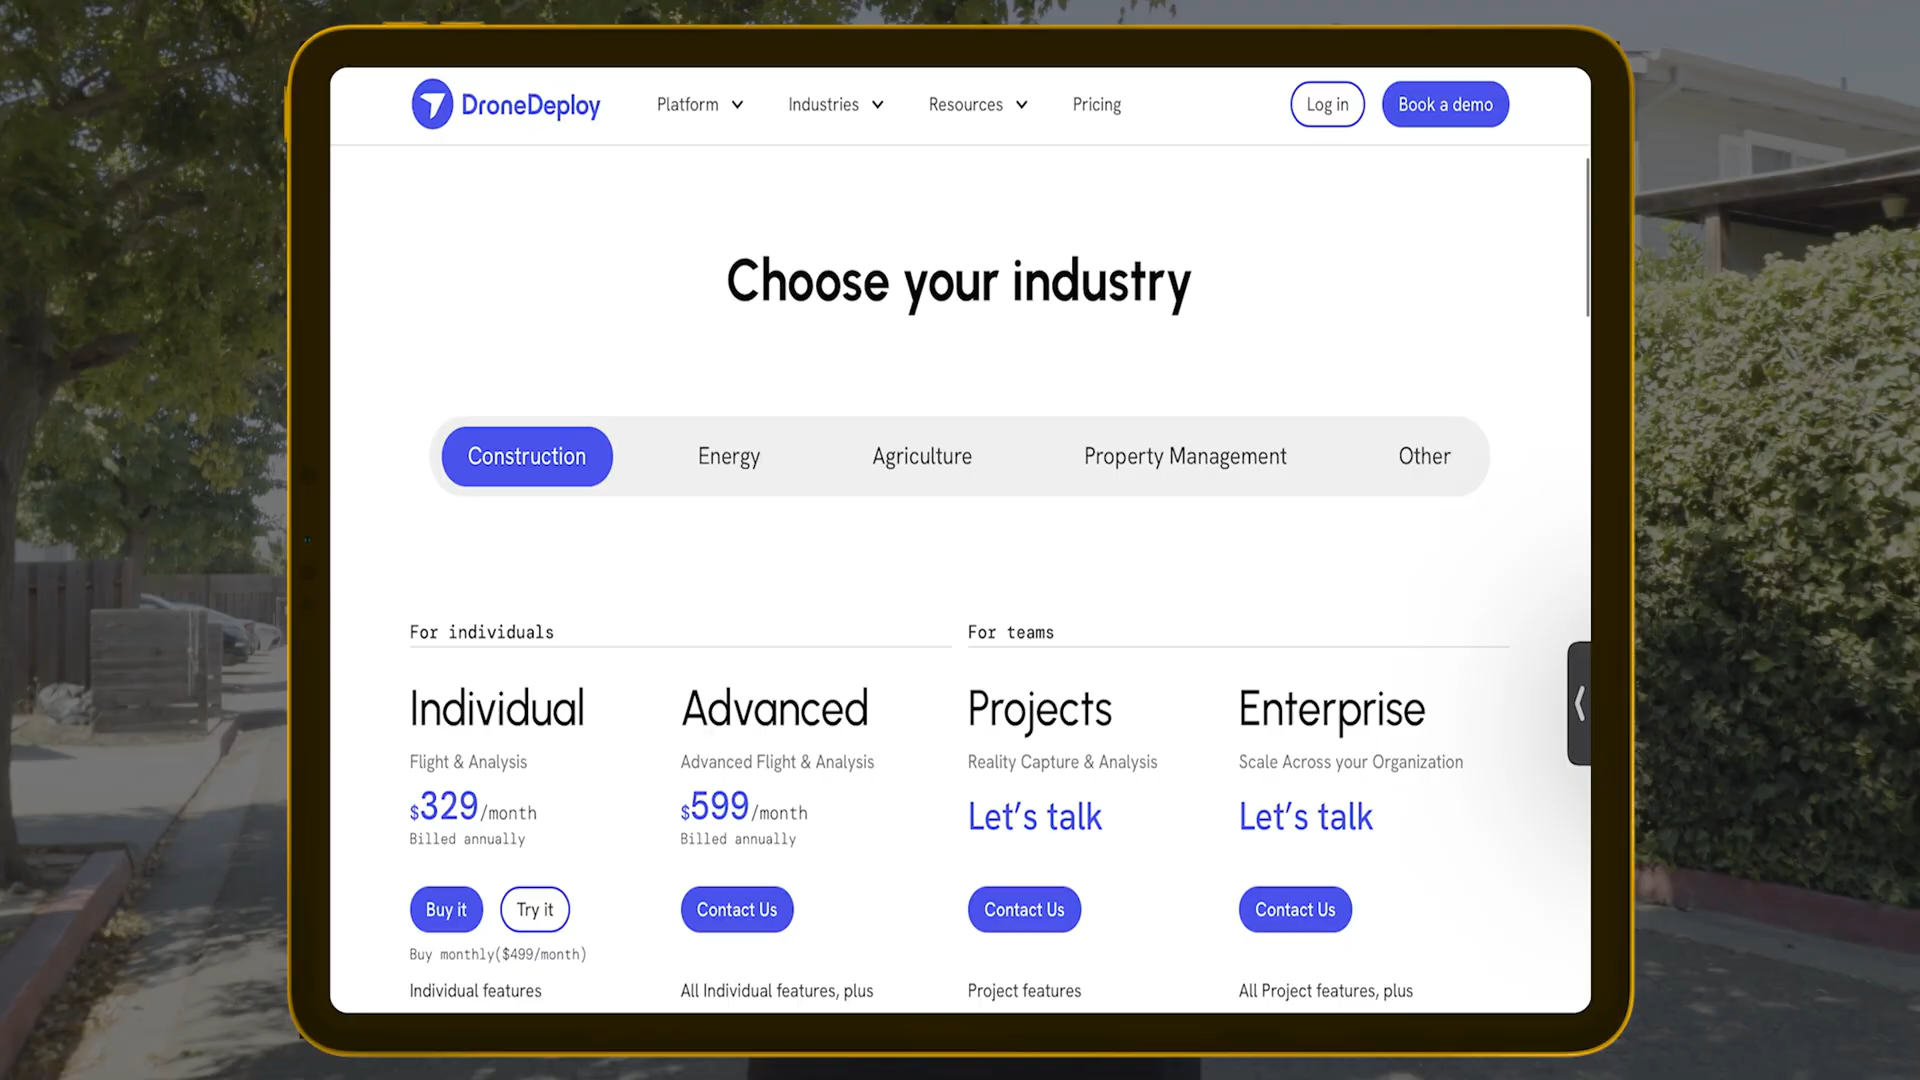 DroneDeploy
Platform
Industries
Resources
Pricing
Log in
Book a demo
Choose your industry
Construction
Energy
Agriculture
Property Management
Other
For individuals
For teams
Individual
Flight & Analysis
$329/month
Billed annually
Buy it
Try it
Buy monthly($499/month)
Individual features
Advanced
Advanced Flight & Analysis
$599/month
Billed annually
Contact Us
All Individual features, plus
Projects
Reality Capture & Analysis
Let's talk
Contact Us
Project features
Enterprise
Scale Across your Organization
Let's talk
Contact Us
All Project features, plus